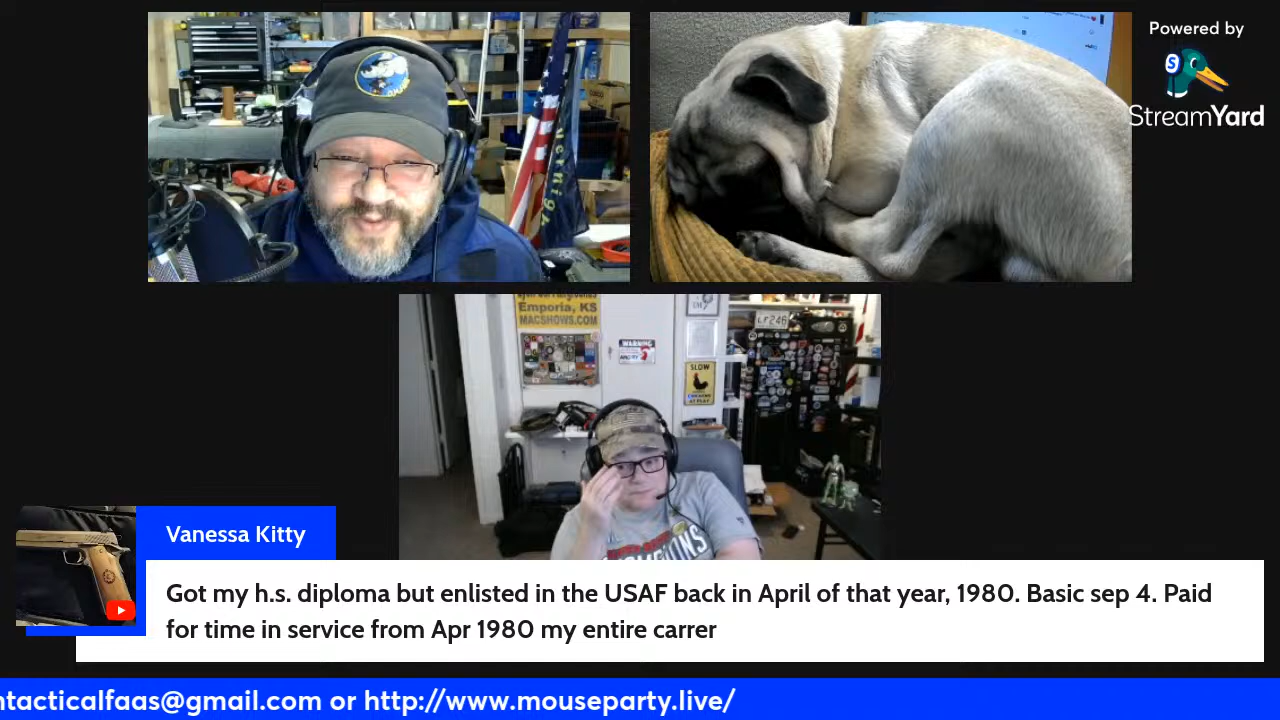 Powered by
StreamYard
Emporia, KS
MACSHOWS.COM
WARNING
LF246
SLOW
Vanessa Kitty
Got my h.s. diploma but enlisted in the USAF back in April of that year, 1980. Basic sep 4. Paid
for time in service from Apr 1980 my entire carrer
ntacticalfaas@gmail.com or http://www.mouseparty.live/